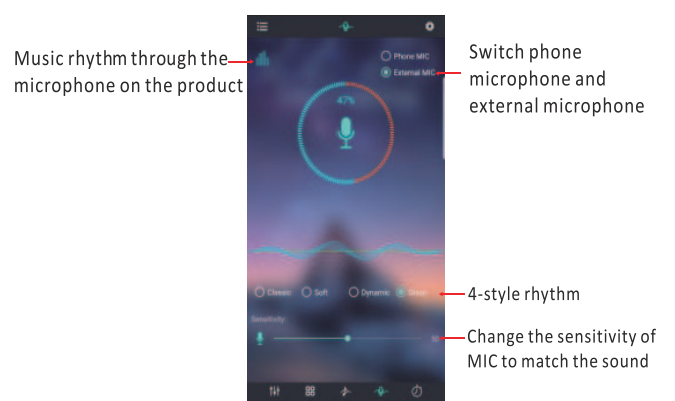 Music rhythm through the
microphone on the product
Phone MIC
External MIC
Switch phone
microphone and
external microphone
47%
Classic Soft Dynamic Disco
4-style rhythm
Sensitivity:
Change the sensitivity of
MIC to match the sound